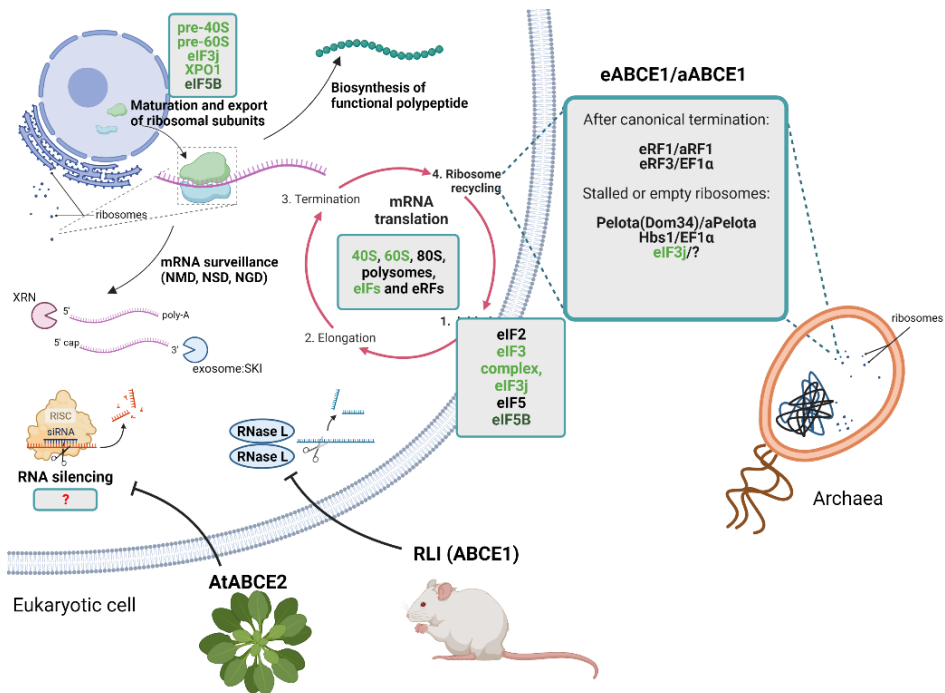 pre-40S
pre-60S
eIF3j
XPO1
eIF5B
Maturation and export
of ribosomal subunits
Biosynthesis of
functional polypeptide
ribosomes
mRNA surveillance
(NMD, NSD, NGD)
XRN
5'
poly-A
5' cap
3'
exosome:SKI
RISC
siRNA
RNA silencing
?
3. Termination
4. Ribosome
recycling
mRNA
translation
40S, 60S, 80S,
polysomes,
eIFs and eRFs
2. Elongation
1.
eIF2
eIF3
complex,
eIF3j
eIF5
eIF5B
RNase L
RNase L
eABCE1/aABCE1
After canonical termination:
eRF1/aRF1
eRF3/EF1α
Stalled or empty ribosomes:
Pelota(Dom34)/aPelota
Hbs1/EF1α
eIF3j/?
ribosomes
Archaea
RLI (ABCE1)
AtABCE2
Eukaryotic cell